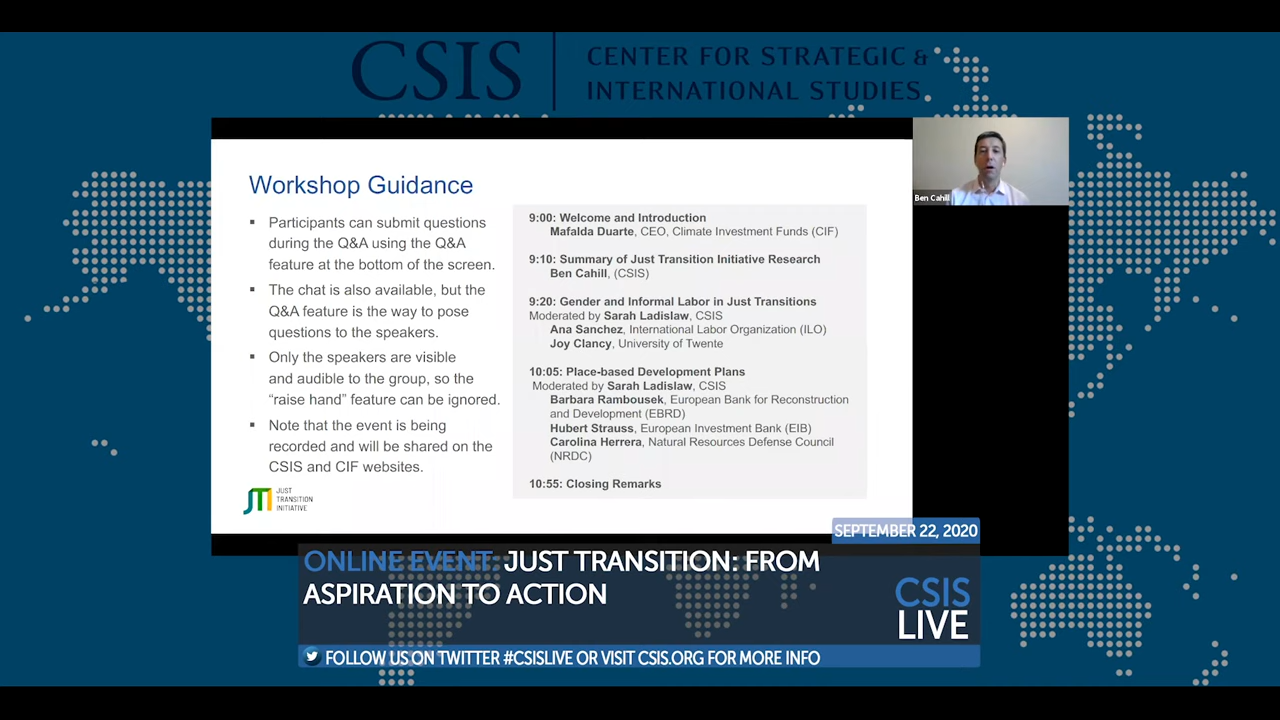 CSIS
CENTER FOR STRATEGIC &
INTERNATIONAL STUDIES
Workshop Guidance
▪ Participants can submit questions
during the Q&A using the Q&A
feature at the bottom of the screen.
▪ The chat is also available, but the
Q&A feature is the way to pose
questions to the speakers.
▪ Only the speakers are visible
and audible to the group, so the
“raise hand” feature can be ignored.
▪ Note that the event is being
recorded and will be shared on the
CSIS and CIF websites.
JTI
JUST
TRANSITION
INITIATIVE
9:00: Welcome and Introduction
Mafalda Duarte, CEO, Climate Investment Funds (CIF)
9:10: Summary of Just Transition Initiative Research
Ben Cahill, (CSIS)
9:20: Gender and Informal Labor in Just Transitions
Moderated by Sarah Ladislaw, CSIS
Ana Sanchez, International Labor Organization (ILO)
Joy Clancy, University of Twente
10:05: Place-based Development Plans
Moderated by Sarah Ladislaw, CSIS
Barbara Rambousek, European Bank for Reconstruction
and Development (EBRD)
Hubert Strauss, European Investment Bank (EIB)
Carolina Herrera, Natural Resources Defense Council
(NRDC)
10:55: Closing Remarks
Ben Cahill
SEPTEMBER 22, 2020
ONLINE EVENT: JUST TRANSITION: FROM
ASPIRATION TO ACTION
CSIS
LIVE
FOLLOW US ON TWITTER #CSISLIVE OR VISIT CSIS.ORG FOR MORE INFO